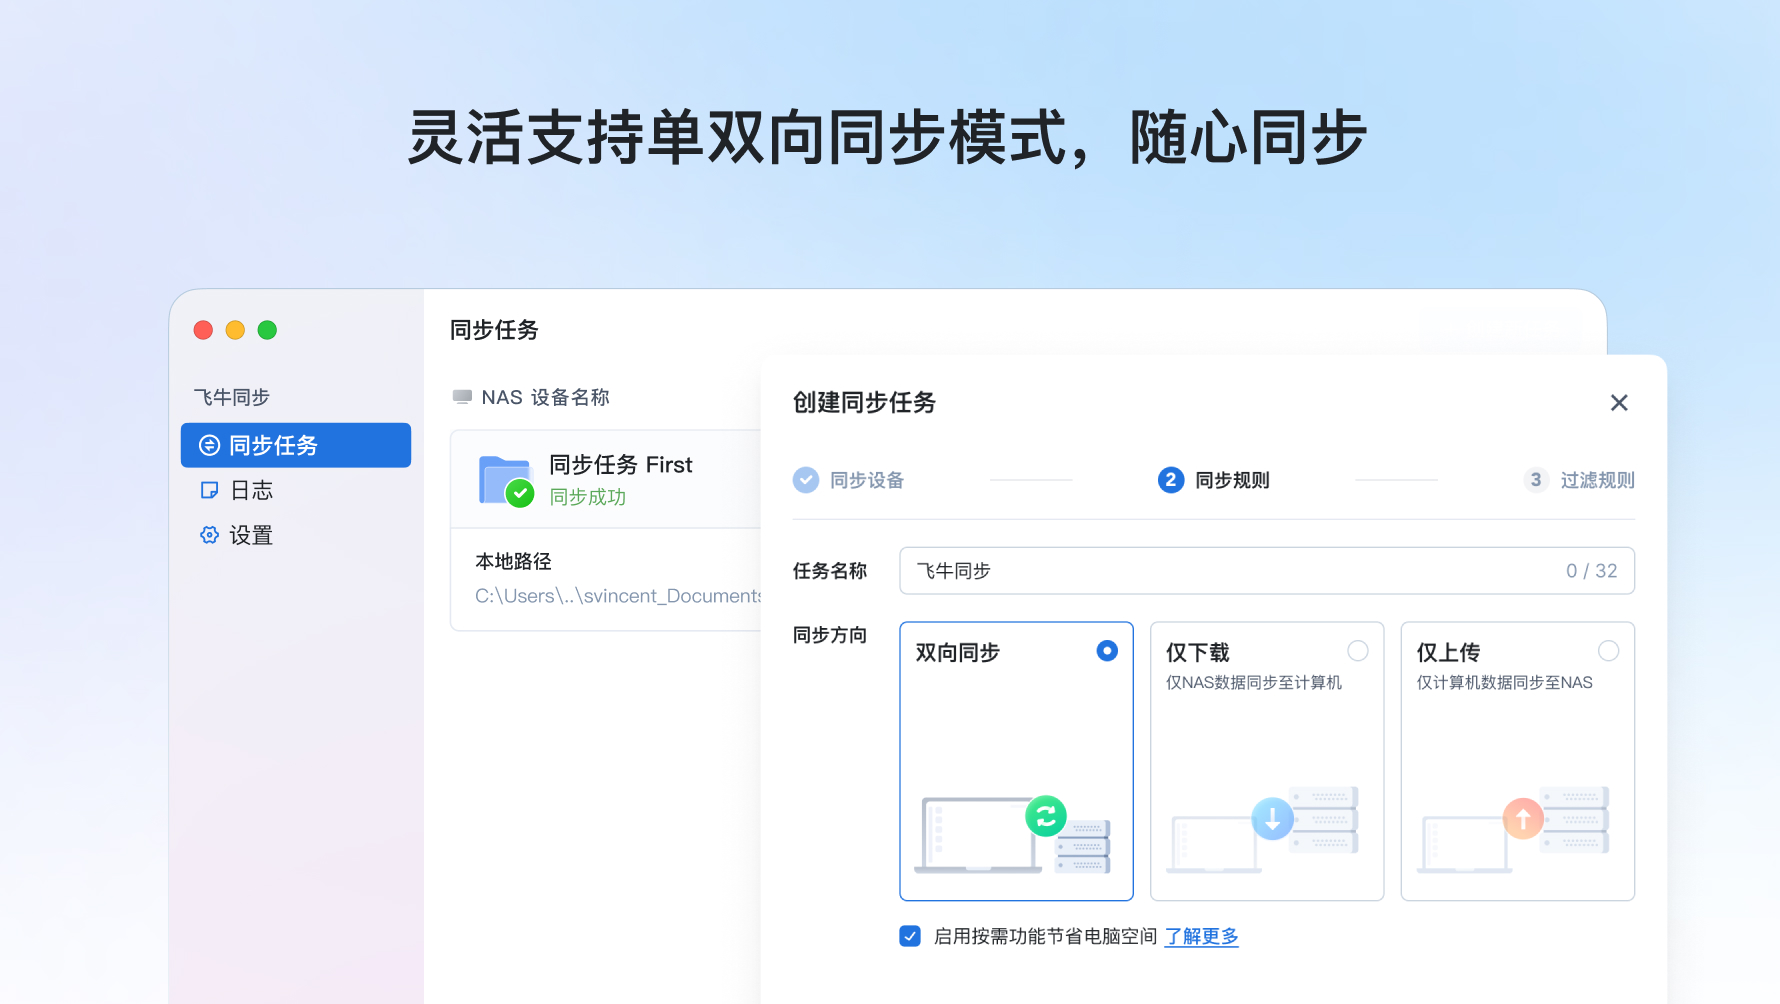 灵活支持单双向同步模式，随心同步
飞牛同步
同步任务
日志
设置
同步任务
NAS 设备名称
同步任务 First
同步成功
本地路径
C:\Users\..\svincent_Documents
创建同步任务
同步设备
2 同步规则
3 过滤规则
任务名称
飞牛同步
0 / 32
同步方向
双向同步
仅下载
仅NAS数据同步至计算机
仅上传
仅计算机数据同步至NAS
启用按需功能节省电脑空间 了解更多